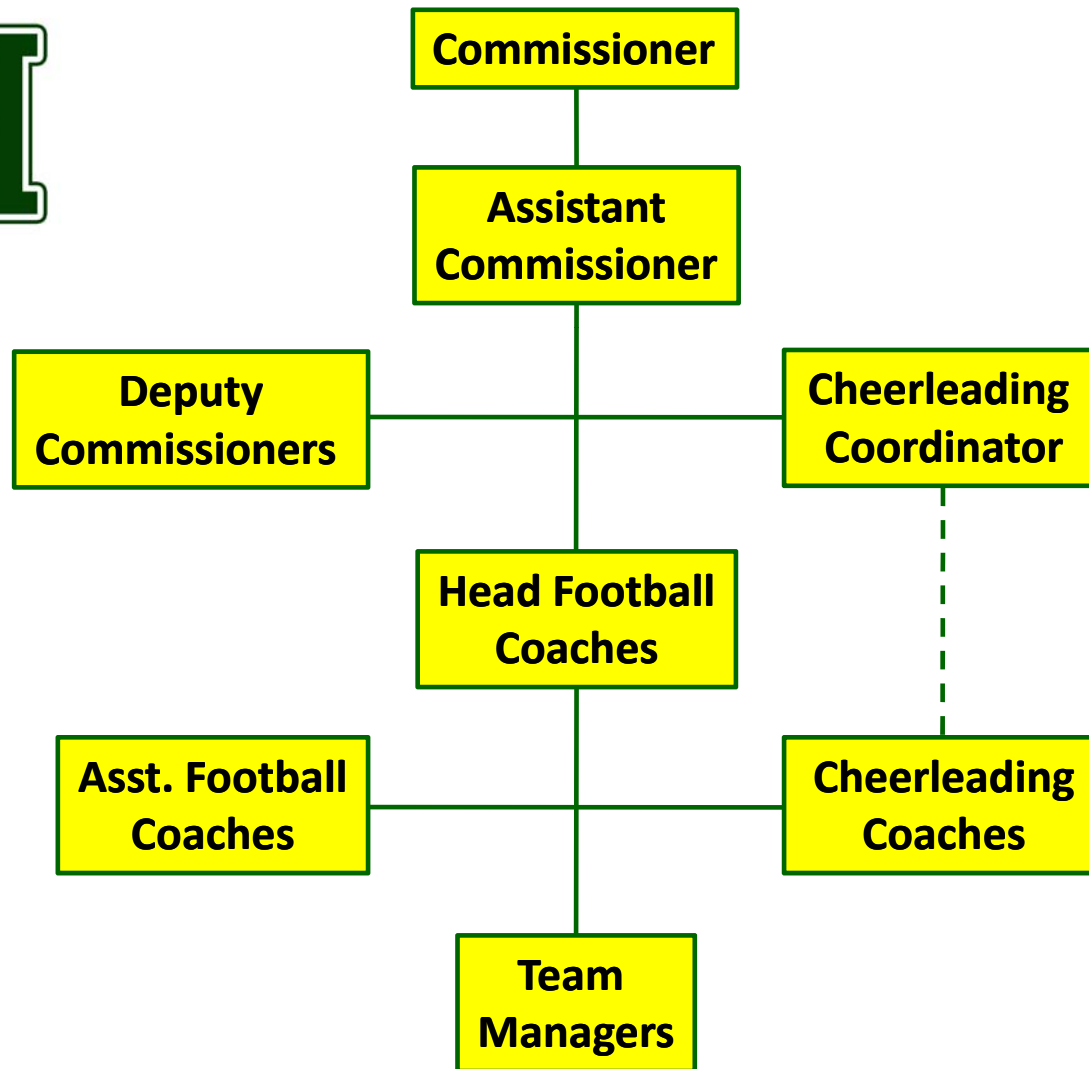 Commissioner
Assistant
Commissioner
Deputy
Commissioners
Cheerleading
Coordinator
Head Football
Coaches
Asst. Football
Coaches
Cheerleading
Coaches
Team
Managers